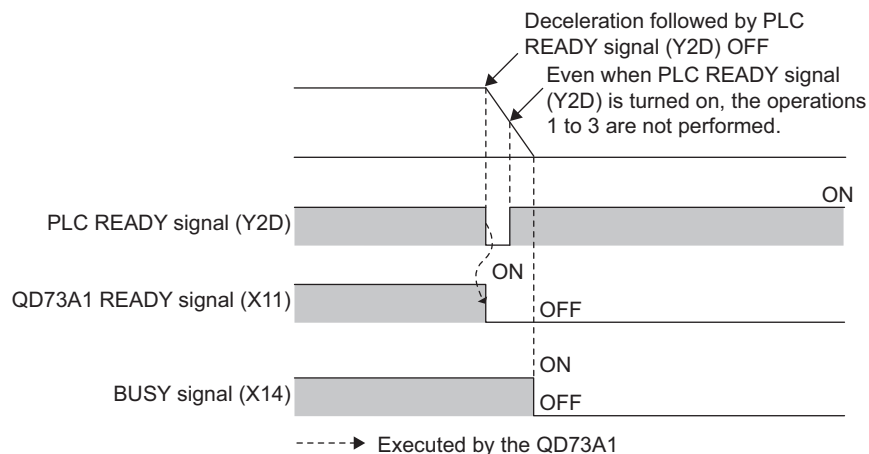 Deceleration followed by PLC
READY signal (Y2D) OFF
Even when PLC READY signal
(Y2D) is turned on, the operations
1 to 3 are not performed.
ON
PLC READY signal (Y2D)
ON
QD73A1 READY signal (X11)
OFF
ON
BUSY signal (X14)
OFF
Executed by the QD73A1